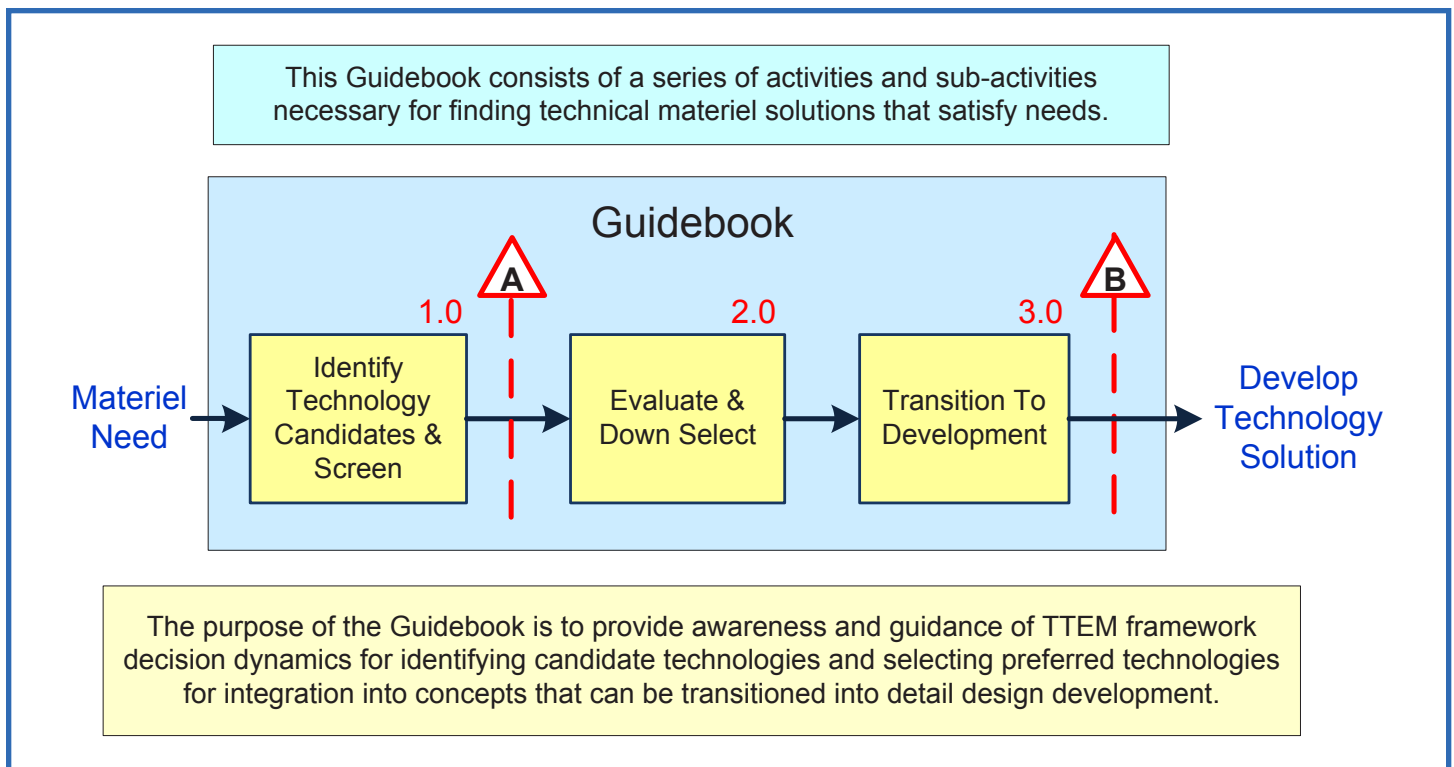 This Guidebook consists of a series of activities and sub-activities
necessary for finding technical materiel solutions that satisfy needs.
Guidebook
A
B
1.0
2.0
3.0
Materiel
Need
Identify
Technology
Candidates &
Screen
Evaluate &
Down Select
Transition To
Development
Develop
Technology
Solution
The purpose of the Guidebook is to provide awareness and guidance of TTEM framework
decision dynamics for identifying candidate technologies and selecting preferred technologies
for integration into concepts that can be transitioned into detail design development.